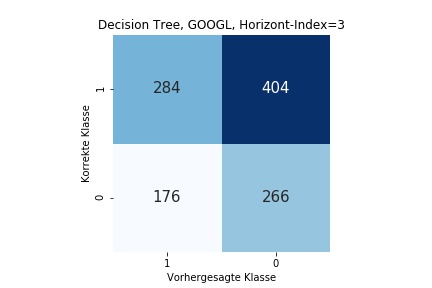 Decision Tree, GOOGL, Horizont-Index=3
Korrekte Klasse
1
284
404
0
176
266
1
0
Vorhergesagte Klasse